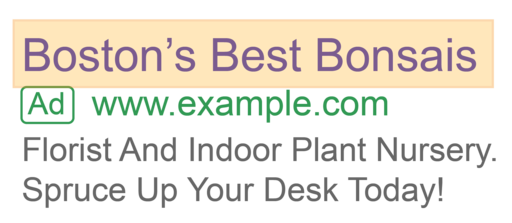 Boston’s Best Bonsais
Ad www.example.com
Florist And Indoor Plant Nursery.
Spruce Up Your Desk Today!